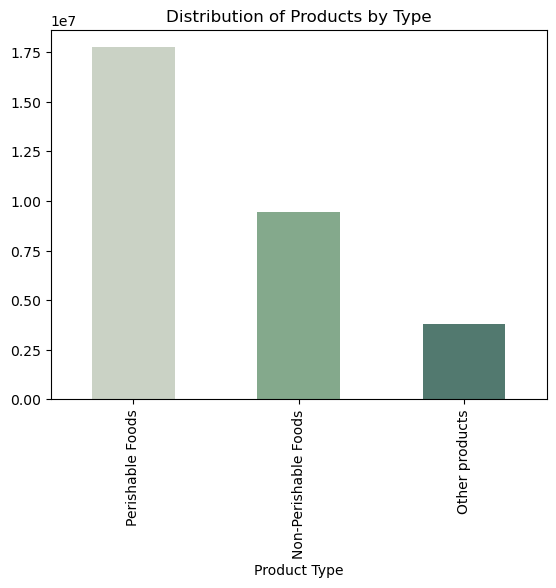 Distribution of Products by Type
1e7
1.75
1.50
1.25
1.00
0.75
0.50
0.25
0.00
Perishable Foods
Non-Perishable Foods
Other products
Product Type